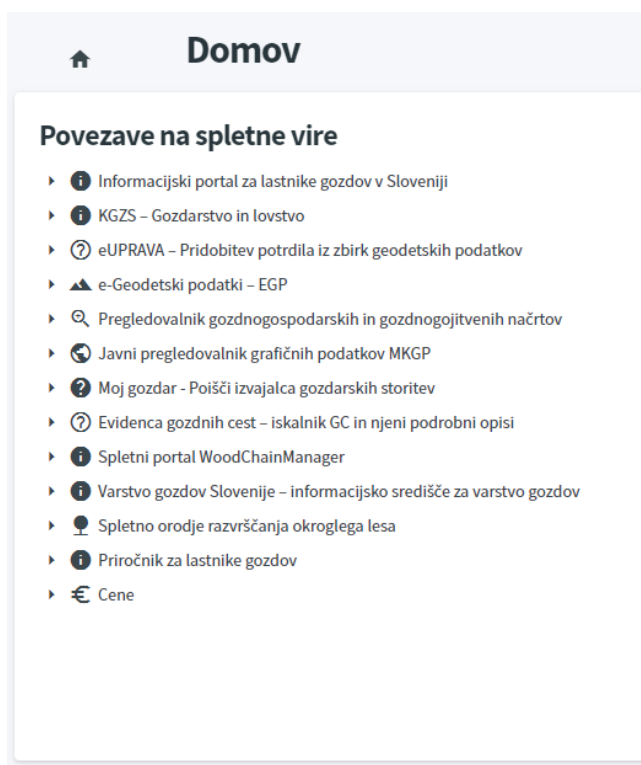 Domov
Povezave na spletne vire
Informacijski portal za lastnike gozdov v Sloveniji
KGZS – Gozdarstvo in lovstvo
eUPRAVA – Pridobitev potrdila iz zbirk geodetskih podatkov
e-Geodetski podatki – EGP
Pregledovalnik gozdnogospodarskih in gozdnogojitvenih načrtov
Javni pregledovalnik grafičnih podatkov MKGP
Moj gozdar - Poišči izvajalca gozdarskih storitev
Evidenca gozdnih cest – iskalnik GC in njeni podrobni opisi
Spletni portal WoodChainManager
Varstvo gozdov Slovenije – informacijsko središče za varstvo gozdov
Spletno orodje razvrščanja okroglega lesa
Priročnik za lastnike gozdov
Cene